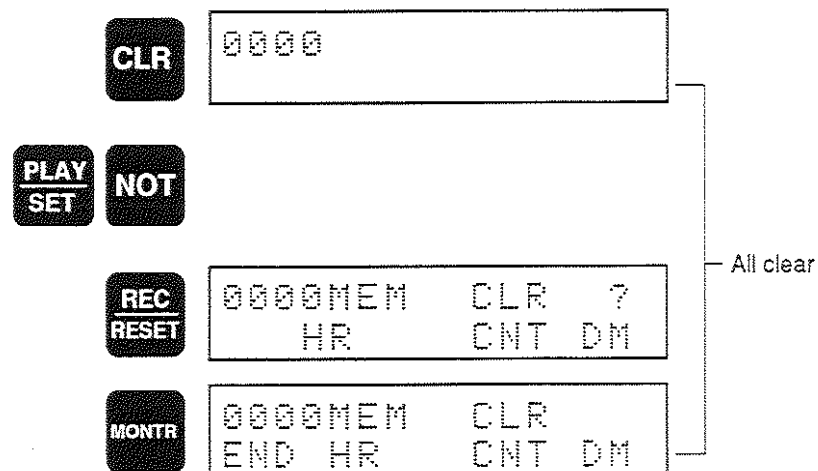 CLR 0000
PLAY
SET NOT
All clear
REC
RESET 0000MEM CLR ?
HR CNT DM
MONTR 0000MEM CLR
END HR CNT DM